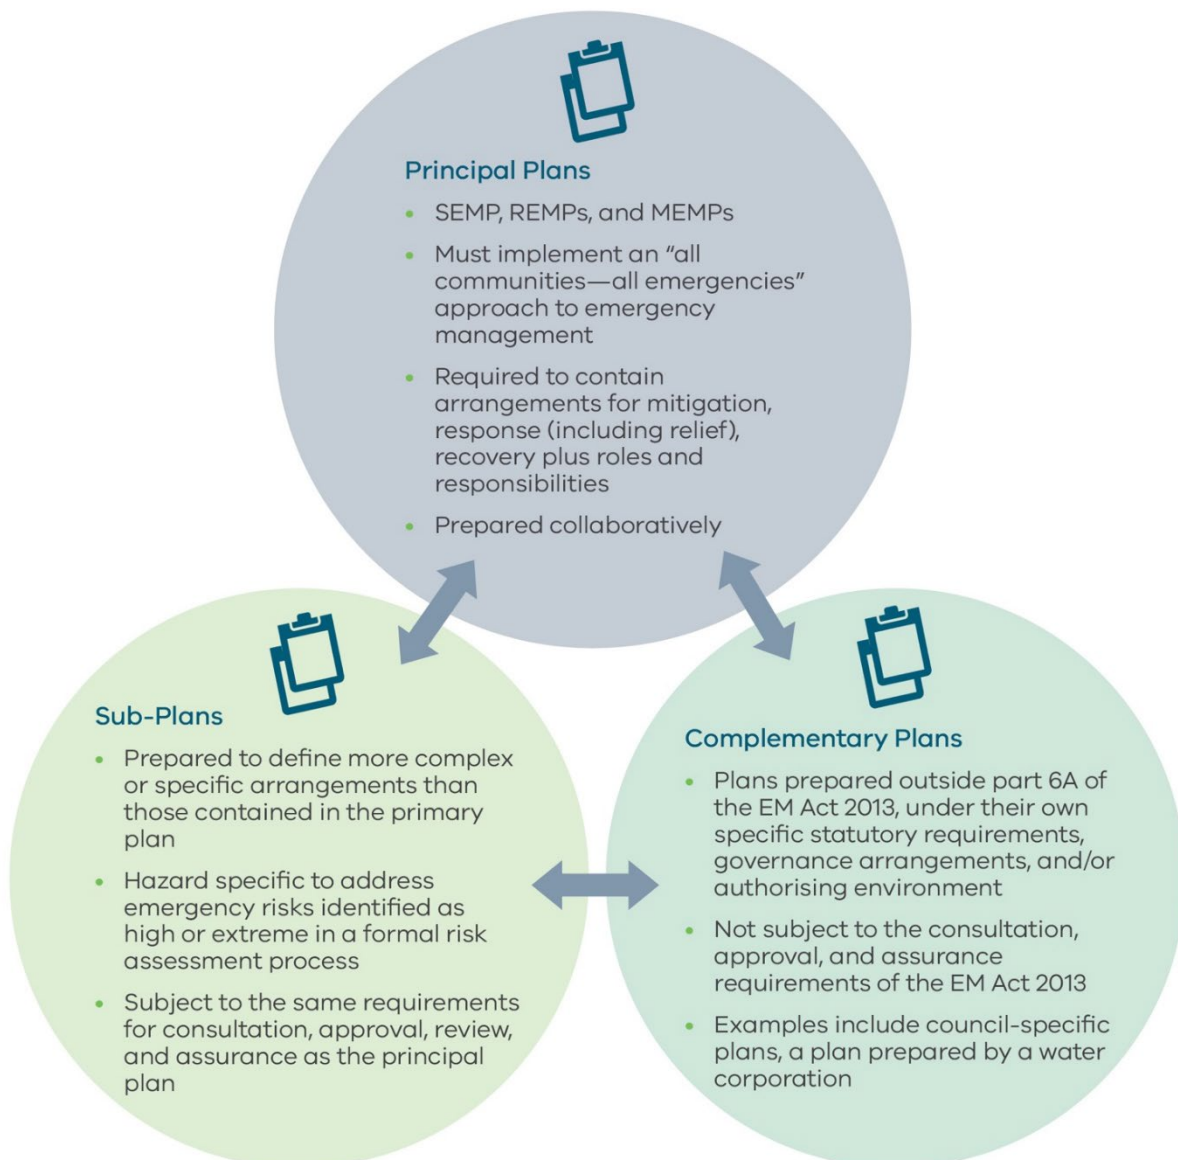 Principal Plans
• SEMP, REMPs, and MEMPs
• Must implement an “all
communities—all emergencies”
approach to emergency
management
• Required to contain
arrangements for mitigation,
response (including relief),
recovery plus roles and
responsibilities
• Prepared collaboratively
Sub-Plans
• Prepared to define more complex
or specific arrangements than
those contained in the primary
plan
• Hazard specific to address
emergency risks identified as
high or extreme in a formal risk
assessment process
• Subject to the same requirements
for consultation, approval, review,
and assurance as the principal
plan
Complementary Plans
• Plans prepared outside part 6A of
the EM Act 2013, under their own
specific statutory requirements,
governance arrangements, and/or
authorising environment
• Not subject to the consultation,
approval, and assurance
requirements of the EM Act 2013
• Examples include council-specific
plans, a plan prepared by a water
corporation